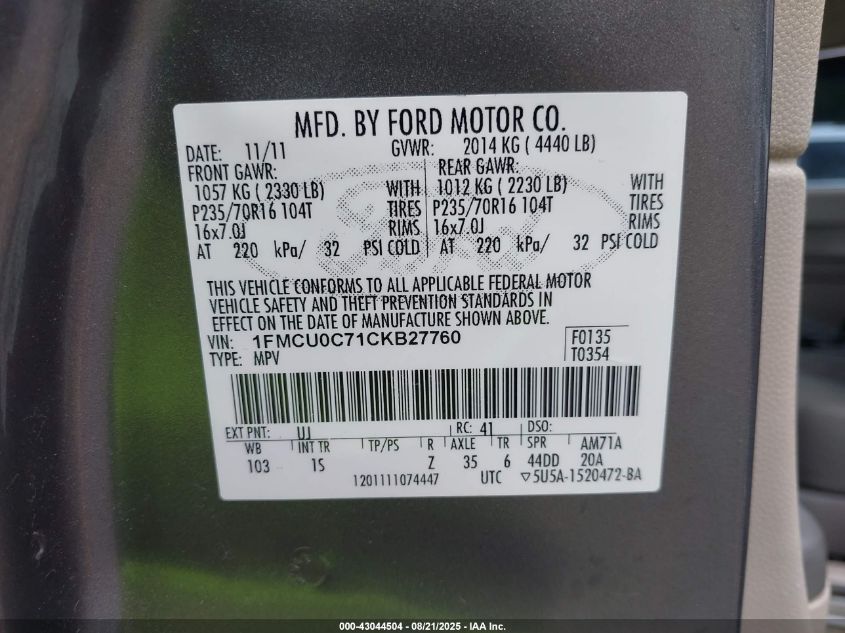 MFD. BY FORD MOTOR CO.
DATE: 11/11 GVWR: 2014 KG ( 4440 LB)
FRONT GAWR: REAR GAWR:
1057 KG ( 2330 LB) WITH 1012 KG ( 2230 LB) WITH
P235/70R16 104T TIRES P235/70R16 104T TIRES
16x7.0J RIMS 16x7.0J RIMS
AT 220 kPa/ 32 PSI COLD AT 220 kPa/ 32 PSI COLD
THIS VEHICLE CONFORMS TO ALL APPLICABLE FEDERAL MOTOR
VEHICLE SAFETY AND THEFT PREVENTION STANDARDS IN
EFFECT ON THE DATE OF MANUFACTURE SHOWN ABOVE.
VIN: 1FMCU0C71CKB27760 F0135
TYPE: MPV T0354
EXT PNT: UJ RC: 41 DSO:
WB INT TR TP/PS R AXLE TR SPR AM71A
103 1S Z 35 6 44DD 20A
1201111074447 UTC ▽5U5A-1520472-BA
000-43044504 | 08/21/2025 - IAA Inc.